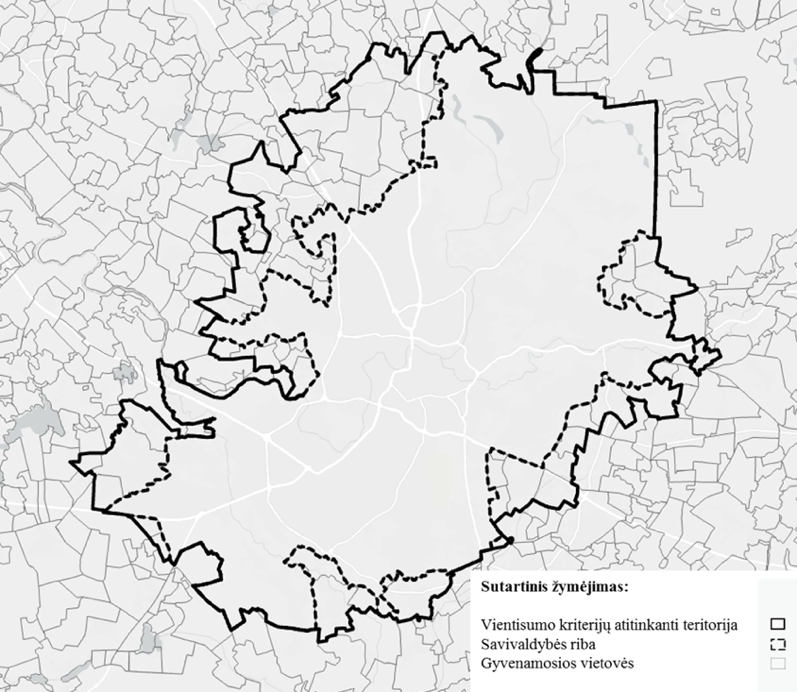 Sutartinis žymėjimas:
Vientisumo kriterijų atitinkanti teritorija
Savivaldybės riba
Gyvenamosios vietovės